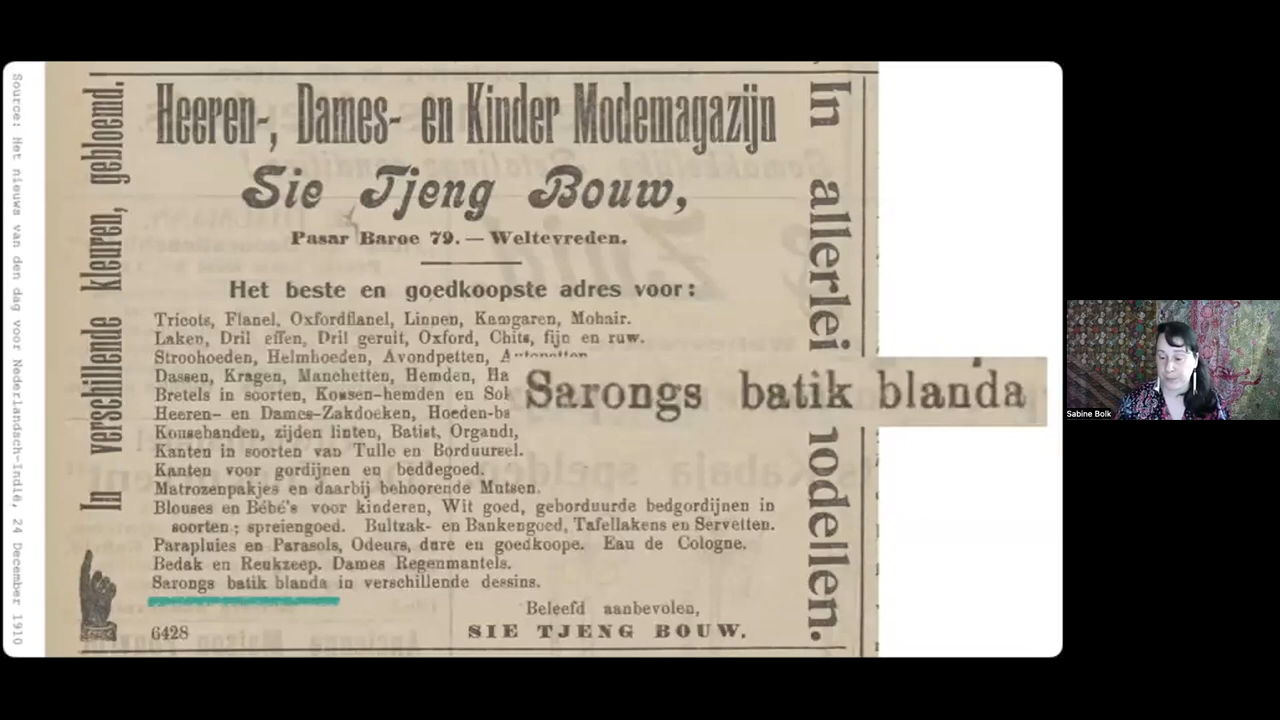 Source: Het nieuws van den dag voor Nederlandsch-Indië, 24 December 1910
In verschillende kleuren, gebloemd.
Heeren-, Dames- en Kinder Modemagazijn
Sie Tjeng Bouw,
Pasar Baroe 79. — Weltevreden.
Het beste en goedkoopste adres voor:
Tricots, Flanel, Oxfordflanel, Linnen, Kamgaren, Mohair.
Laken, Dril effen, Dril geruit, Oxford, Chits, fijn en ruw.
Stroohoeden, Helmhoeden, Avondpetten,
Dassen, Kragen, Manchetten, Hemden,
Bretels in soorten, Kousen-hemden en
Heeren- en Dames-Zakdoeken,
Kousebanden, zijden linten, Batist, Organdi,
Kanten in soorten van Tulle en Borduursel.
Kanten voor gordijnen en beddegoed.
Matrozenpakjes en daarbij behoorende Mutsen.
Blouses en Bébé's voor kinderen, Wit goed, geborduurde bedgordijnen in
soorten; spreiengoed. Bultzak- en Bankengoed, Tafellakens en Servetten.
Parapluies en Parasols, Odeurs, dure en goedkoope. Eau de Cologne.
Bedak en Reukzeep. Dames Regenmantels.
Sarongs batik blanda in verschillende dessins.
Beleefd aanbevolen,
6428 SIE TJENG BOUW.
In allerlei modellen.
Sarongs batik blanda
Sabine Bolk